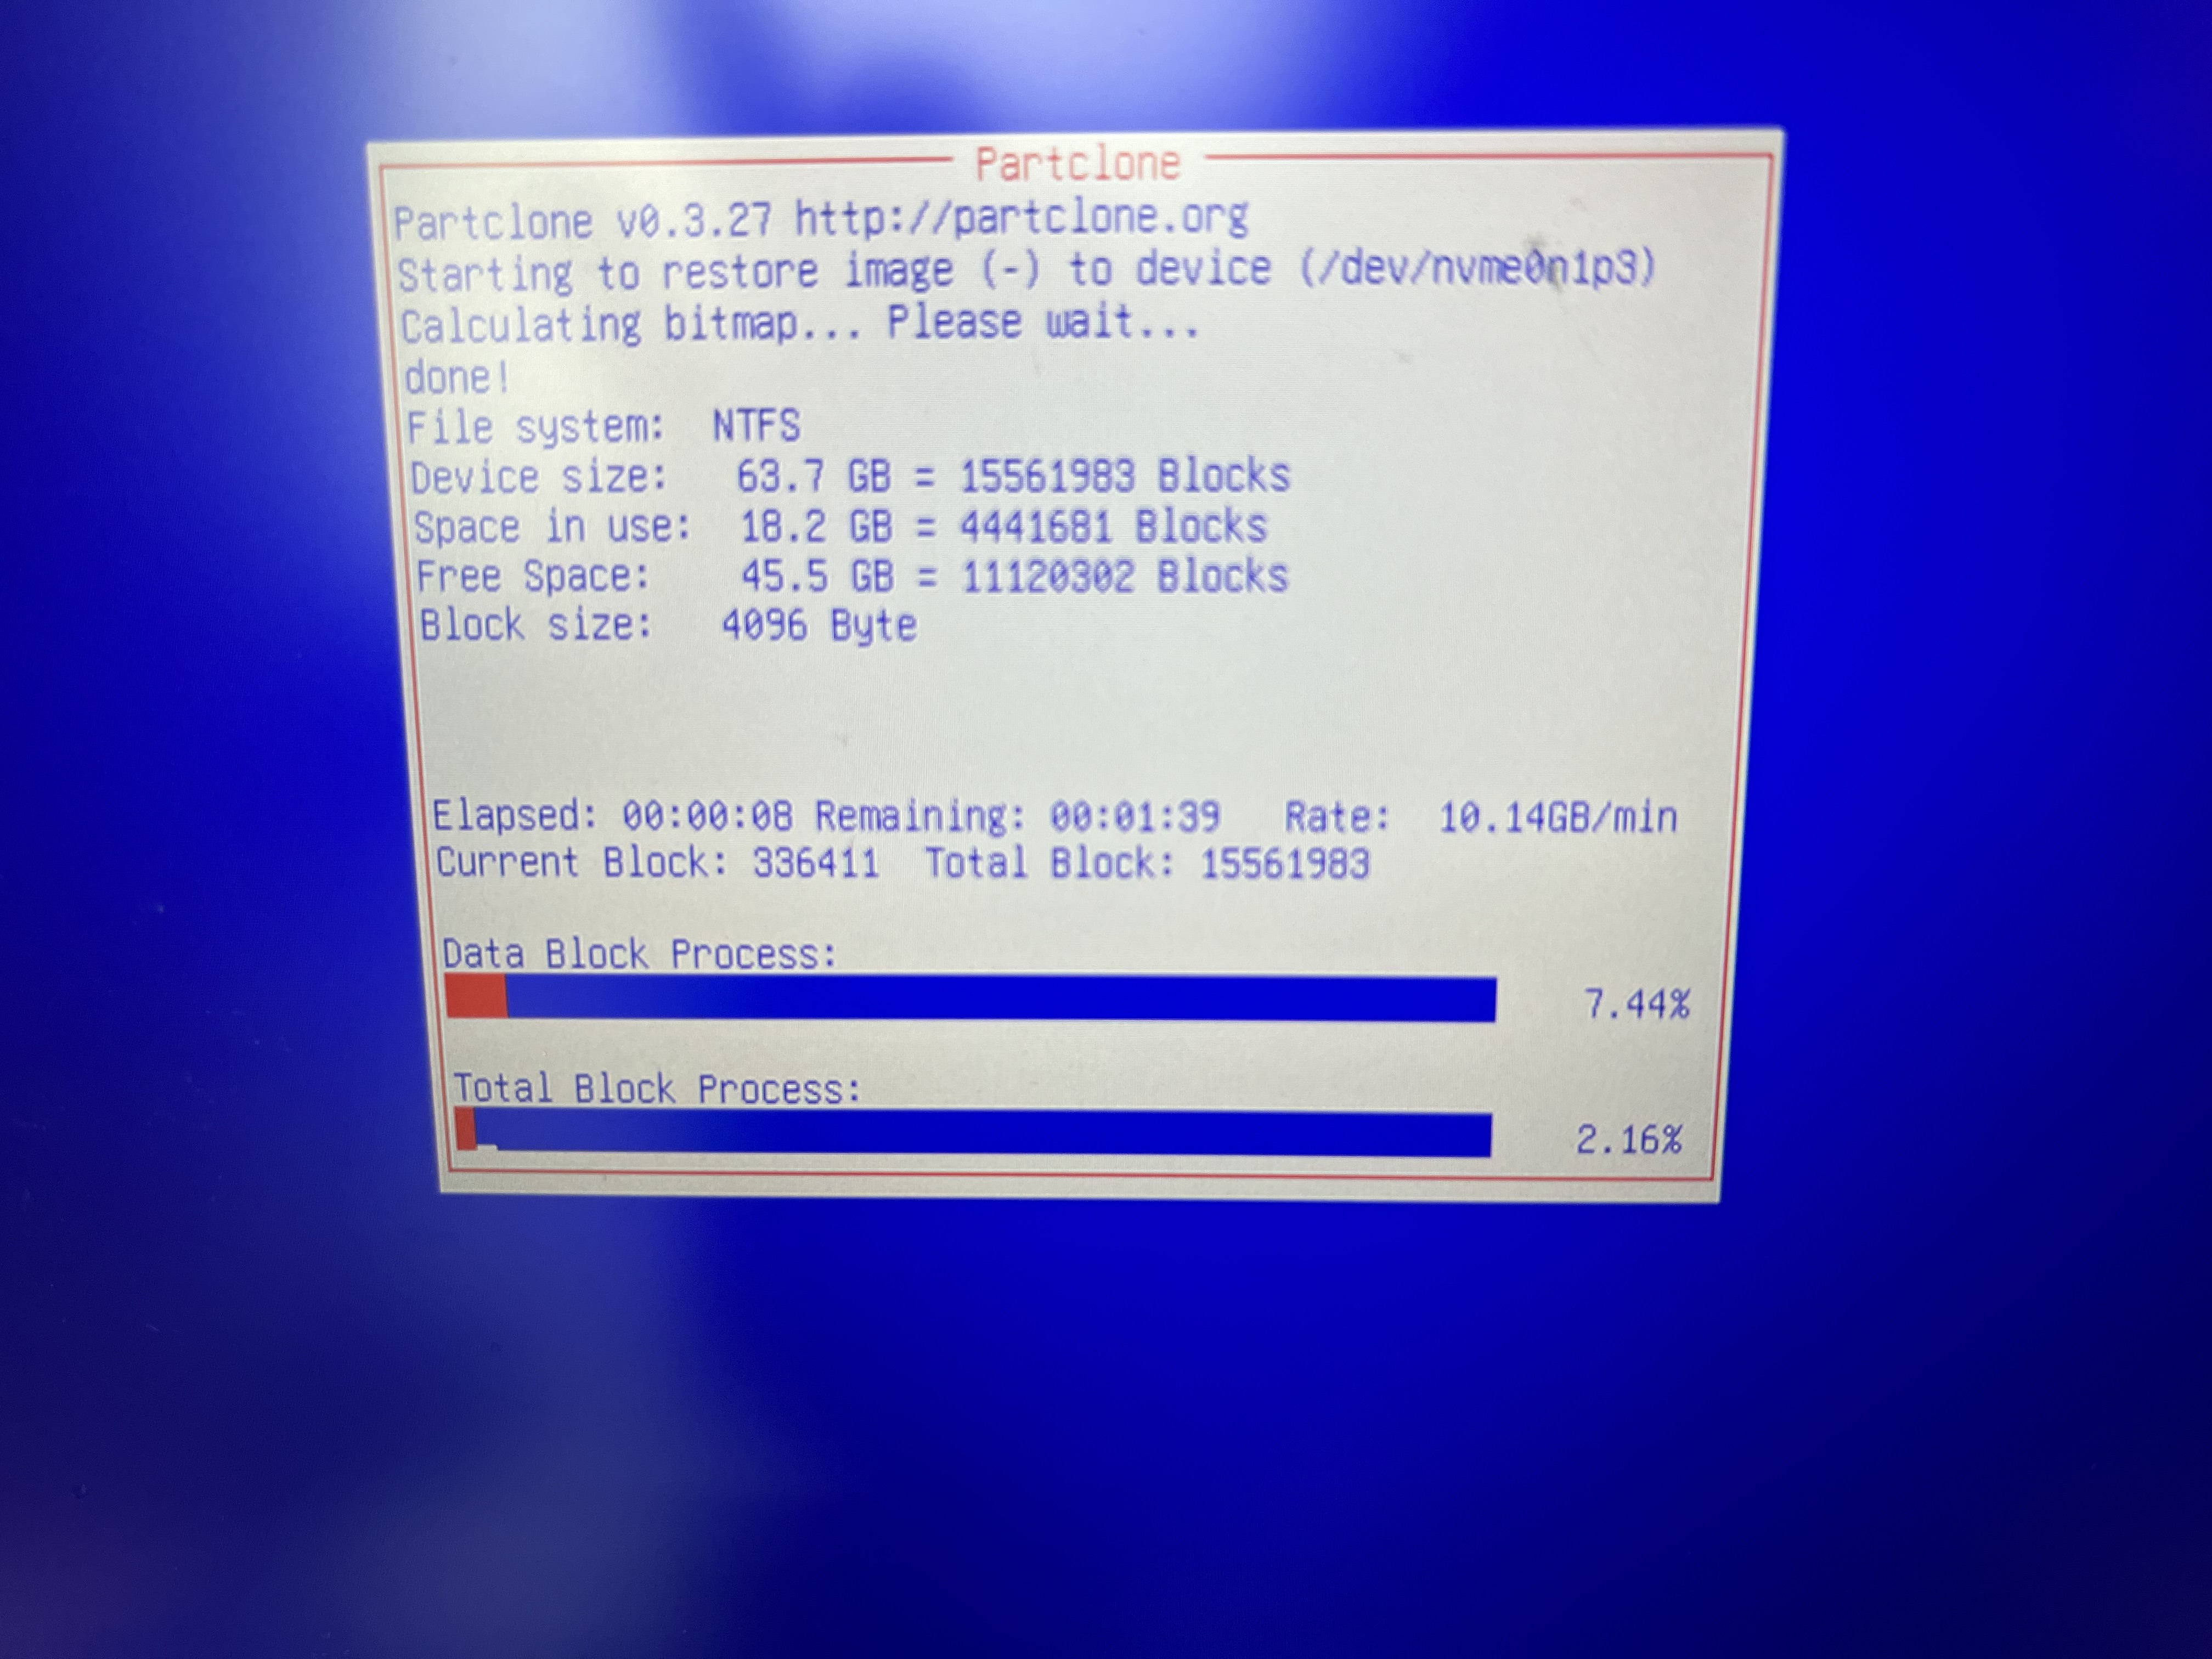 Partclone
Partclone v0.3.27 http://partclone.org
Starting to restore image (-) to device (/dev/nvme0n1p3)
Calculating bitmap... Please wait...
done!
File system: NTFS
Device size: 63.7 GB = 15561983 Blocks
Space in use: 18.2 GB = 4441681 Blocks
Free Space: 45.5 GB = 11120302 Blocks
Block size: 4096 Byte
Elapsed: 00:00:08 Remaining: 00:01:39 Rate: 10.14GB/min
Current Block: 336411 Total Block: 15561983
Data Block Process:
7.44%
Total Block Process:
2.16%